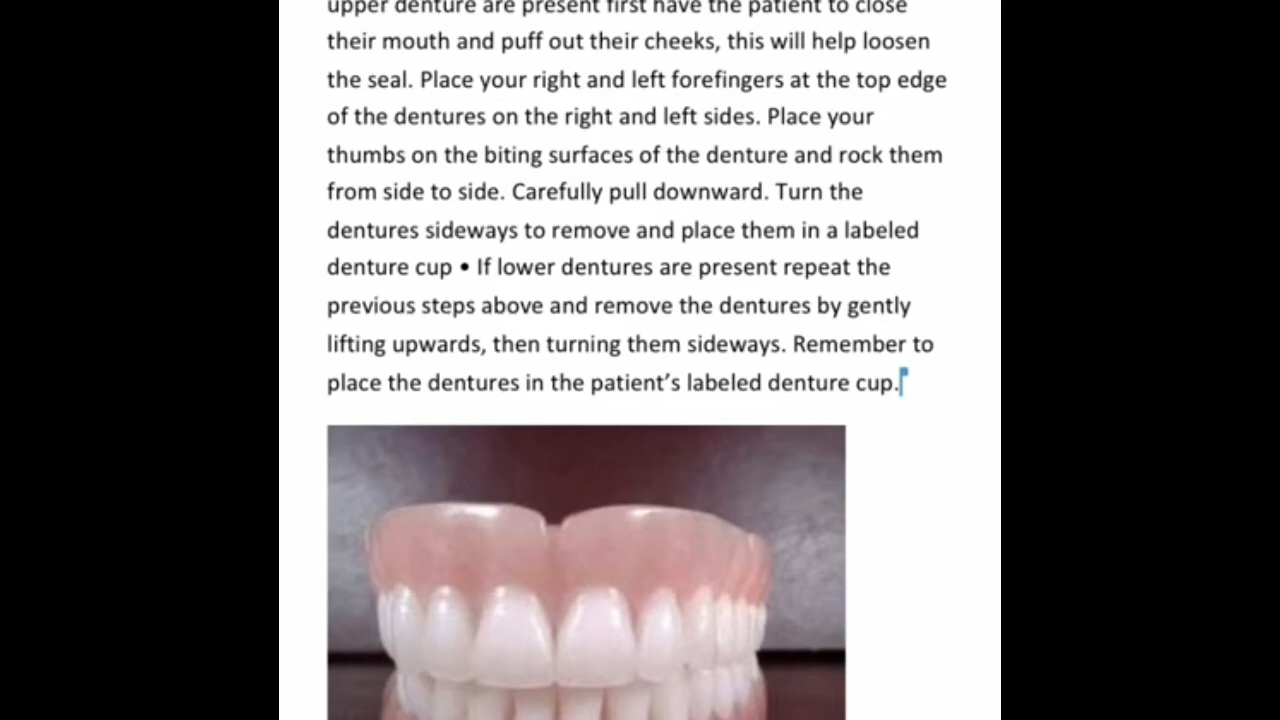 upper denture are present first have the patient to close
their mouth and puff out their cheeks, this will help loosen
the seal. Place your right and left forefingers at the top edge
of the dentures on the right and left sides. Place your
thumbs on the biting surfaces of the denture and rock them
from side to side. Carefully pull downward. Turn the
dentures sideways to remove and place them in a labeled
denture cup • If lower dentures are present repeat the
previous steps above and remove the dentures by gently
lifting upwards, then turning them sideways. Remember to
place the dentures in the patient’s labeled denture cup.